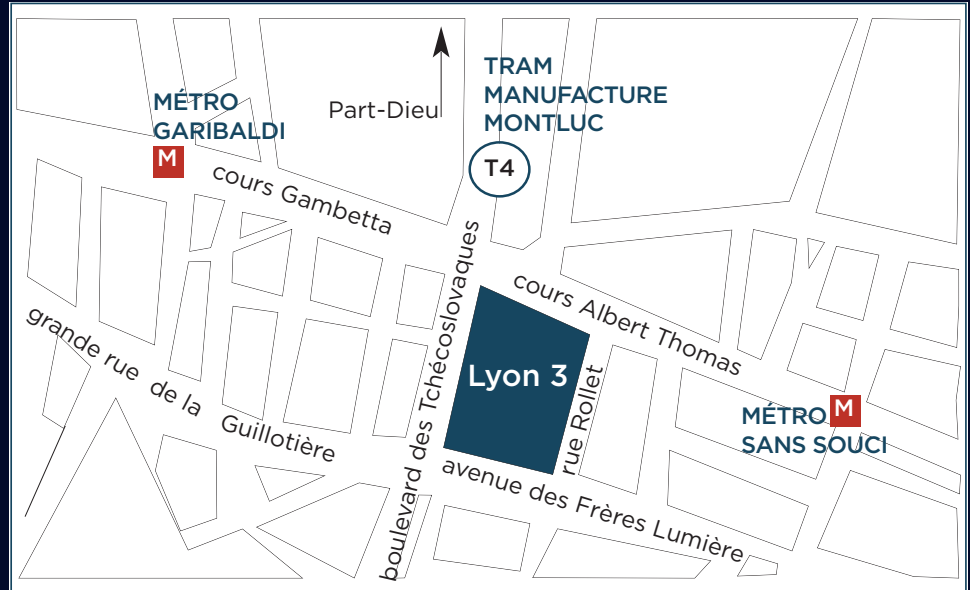 TRAM
MANUFACTURE
MONTLUC
T4
Part-Dieu
MÉTRO
GARIBALDI
M
cours Gambetta
boulevard des Tchécoslovaques
cours Albert Thomas
grande rue de la Guillotière
Lyon 3
rue Rollet
M
MÉTRO
SANS SOUCI
avenue des Frères Lumière